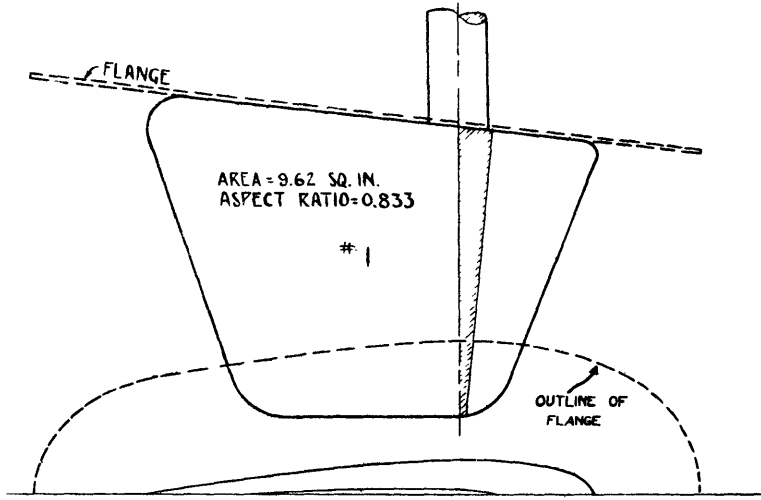 FLANGE
AREA = 9.62 SQ. IN.
ASPECT RATIO = 0.833
# 1
OUTLINE OF
FLANGE